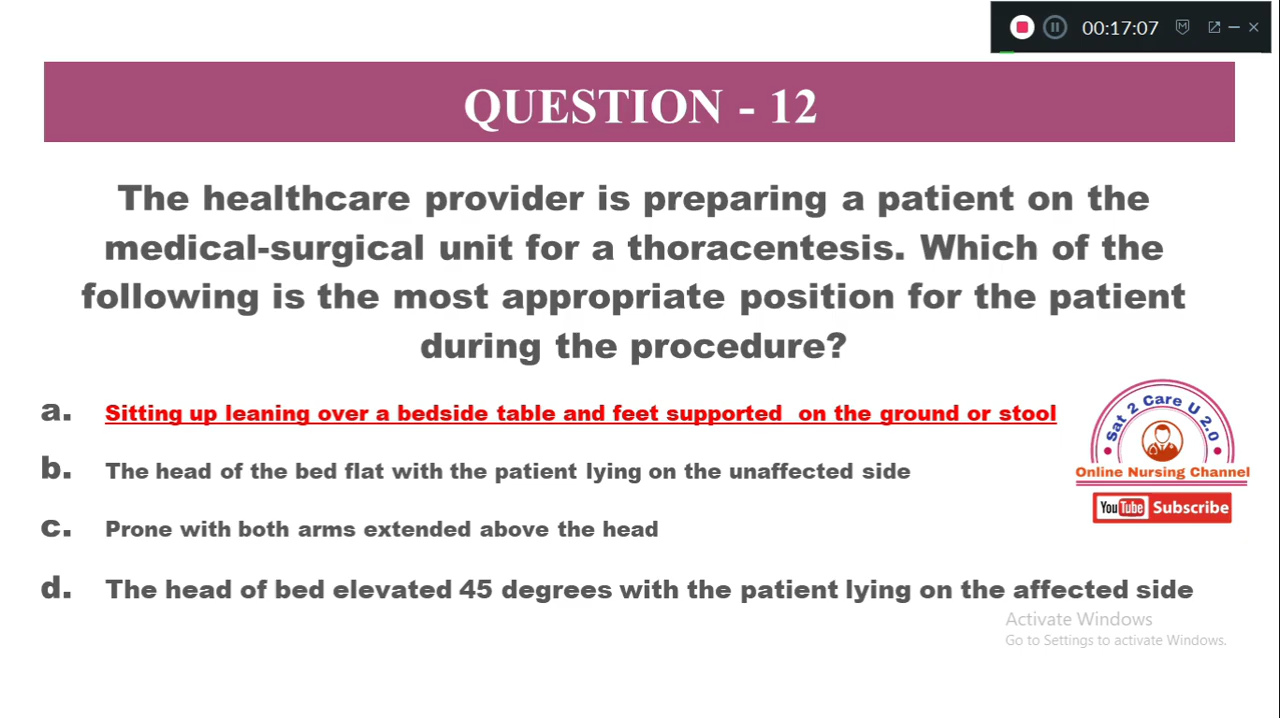 00:17:07
QUESTION - 12
The healthcare provider is preparing a patient on the
medical-surgical unit for a thoracentesis. Which of the
following is the most appropriate position for the patient
during the procedure?
a. Sitting up leaning over a bedside table and feet supported on the ground or stool
b. The head of the bed flat with the patient lying on the unaffected side
c. Prone with both arms extended above the head
d. The head of bed elevated 45 degrees with the patient lying on the affected side
Sat 2 Care U 2.0
Online Nursing Channel
YouTube Subscribe
Activate Windows
Go to Settings to activate Windows.